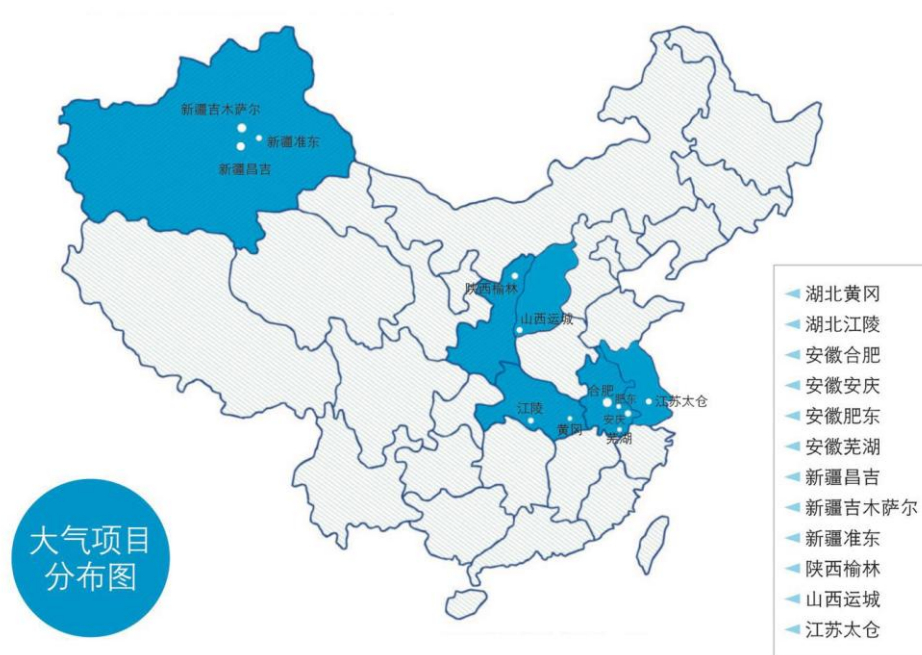 新疆吉木萨尔
新疆准东
新疆昌吉
陕西榆林
山西运城
合肥
肥东
江苏太仓
江陵
黄冈
安庆
芜湖
湖北黄冈
湖北江陵
安徽合肥
安徽安庆
安徽肥东
安徽芜湖
新疆昌吉
新疆吉木萨尔
新疆准东
陕西榆林
山西运城
江苏太仓
大气项目
分布图